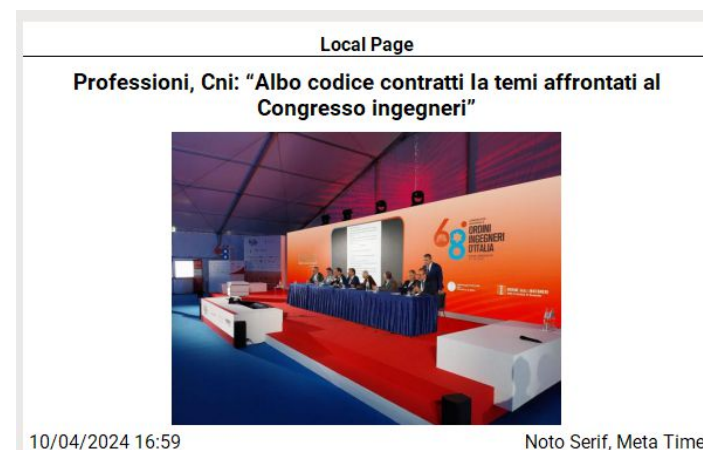 Local Page
Professioni, Cni: “Albo codice contratti Ia temi affrontati al
Congresso ingegneri”
68°
ORDINI
INGEGNERI
D'ITALIA
10/04/2024 16:59
Noto Serif, Meta Time